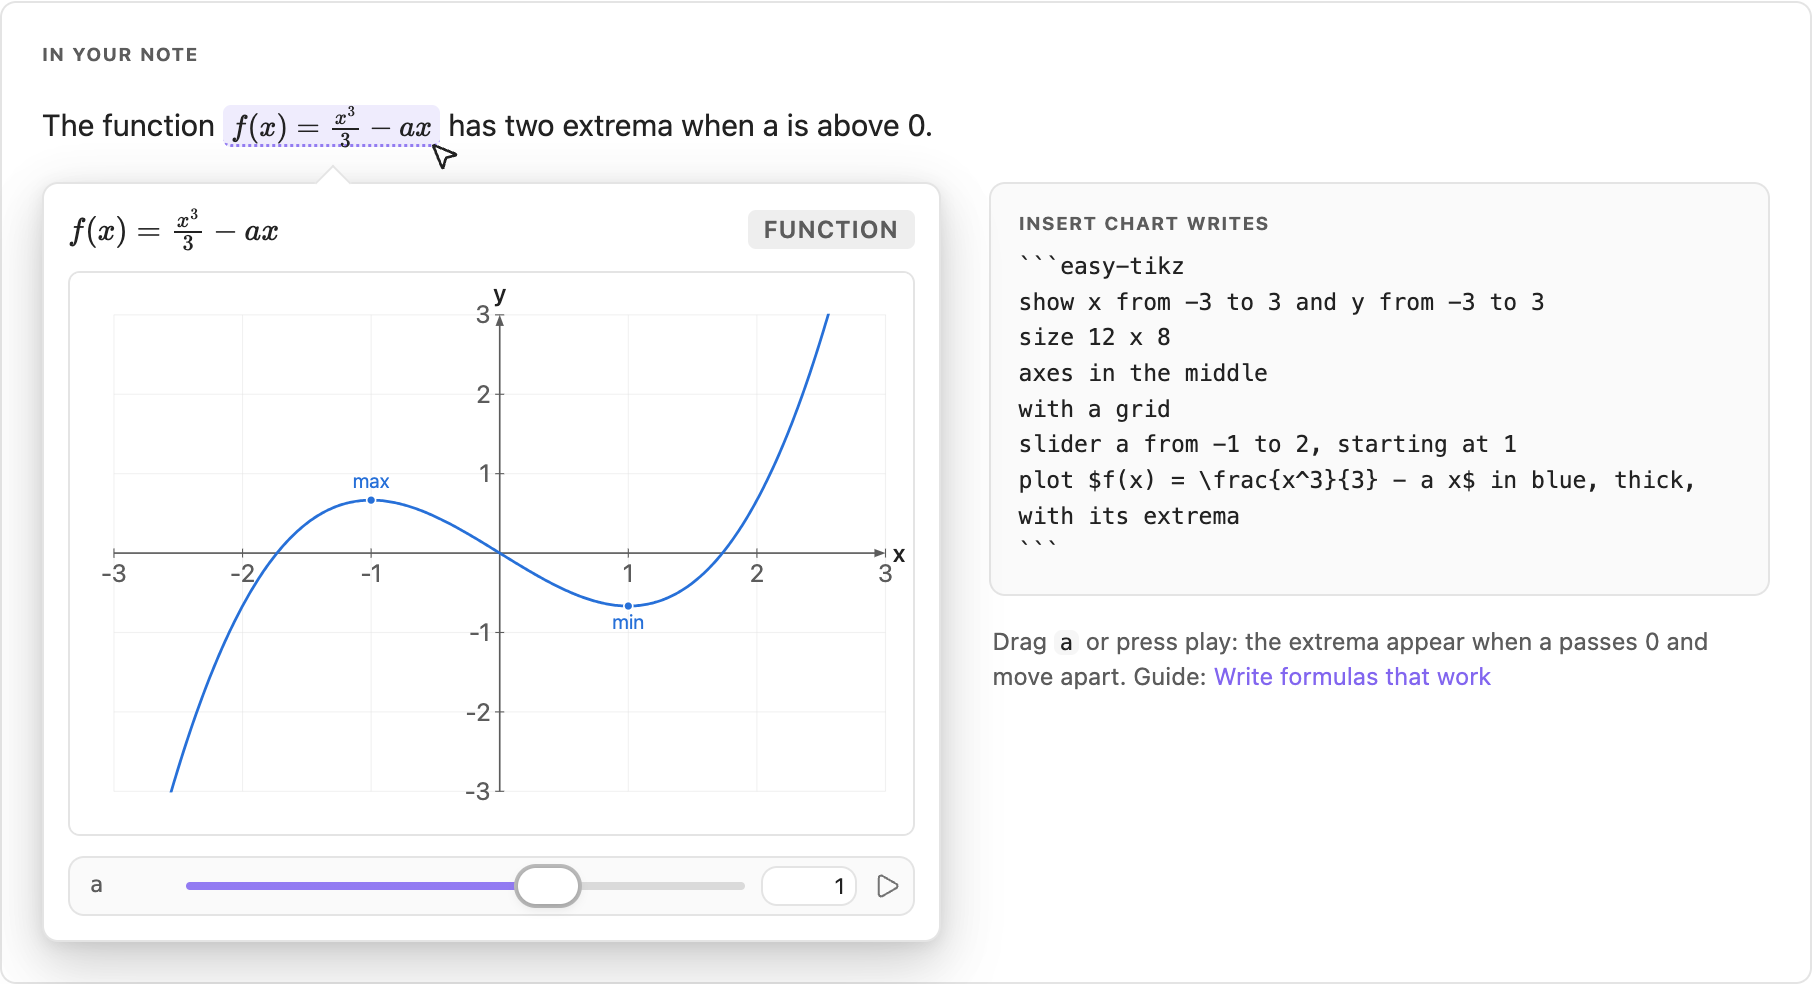 IN YOUR NOTE
The function f(x) = x³/3 − ax has two extrema when a is above 0.
f(x) = x³/3 − ax
FUNCTION
y
3
2
1
max
x
-3
-2
-1
1
2
3
min
-1
-2
-3
a
1
INSERT CHART WRITES
```easy-tikz
show x from -3 to 3 and y from -3 to 3
size 12 x 8
axes in the middle
with a grid
slider a from -1 to 2, starting at 1
plot $f(x) = \frac{x^3}{3} - a x$ in blue, thick,
with its extrema
```
Drag a or press play: the extrema appear when a passes 0 and
move apart. Guide: Write formulas that work